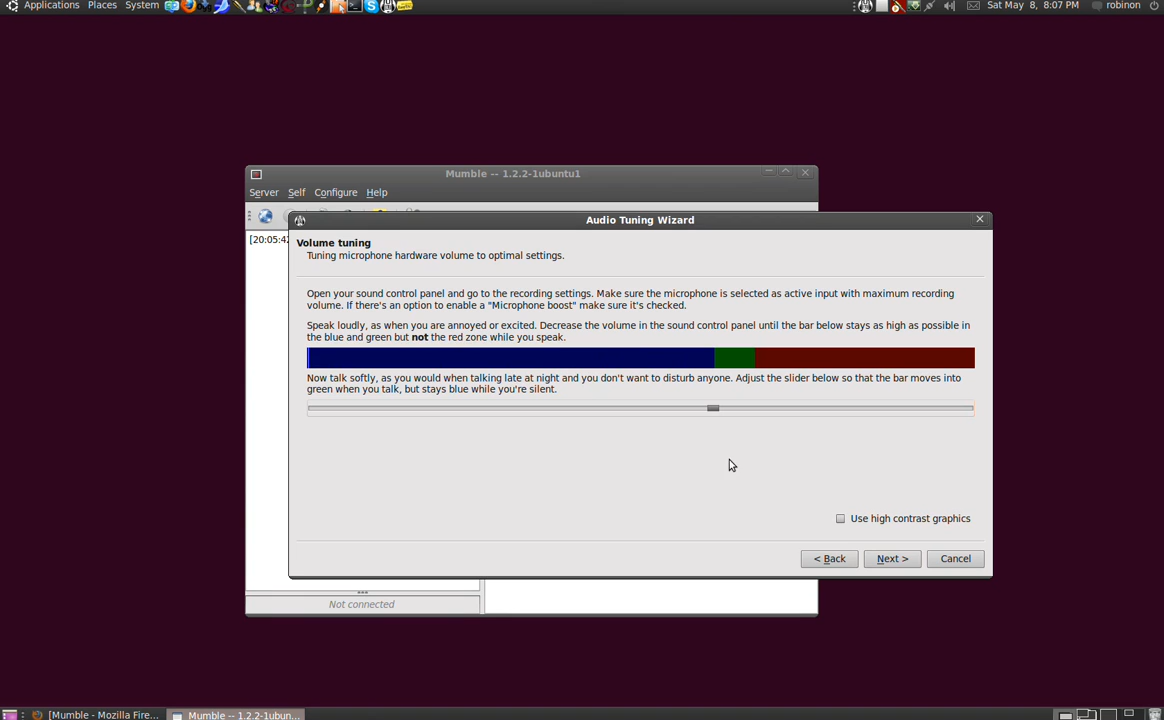 Applications Places System
Sat May 8, 8:07 PM robinon
Mumble -- 1.2.2-1ubuntu1
Server Self Configure Help
Audio Tuning Wizard
[20:05:42
Volume tuning
Tuning microphone hardware volume to optimal settings.
Open your sound control panel and go to the recording settings. Make sure the microphone is selected as active input with maximum recording
volume. If there's an option to enable a "Microphone boost" make sure it's checked.
Speak loudly, as when you are annoyed or excited. Decrease the volume in the sound control panel until the bar below stays as high as possible in
the blue and green but not the red zone while you speak.
Now talk softly, as you would when talking late at night and you don't want to disturb anyone. Adjust the slider below so that the bar moves into
green when you talk, but stays blue while you're silent.
Use high contrast graphics
< Back Next > Cancel
Not connected
[Mumble - Mozilla Fire... Mumble -- 1.2.2-1ubun...